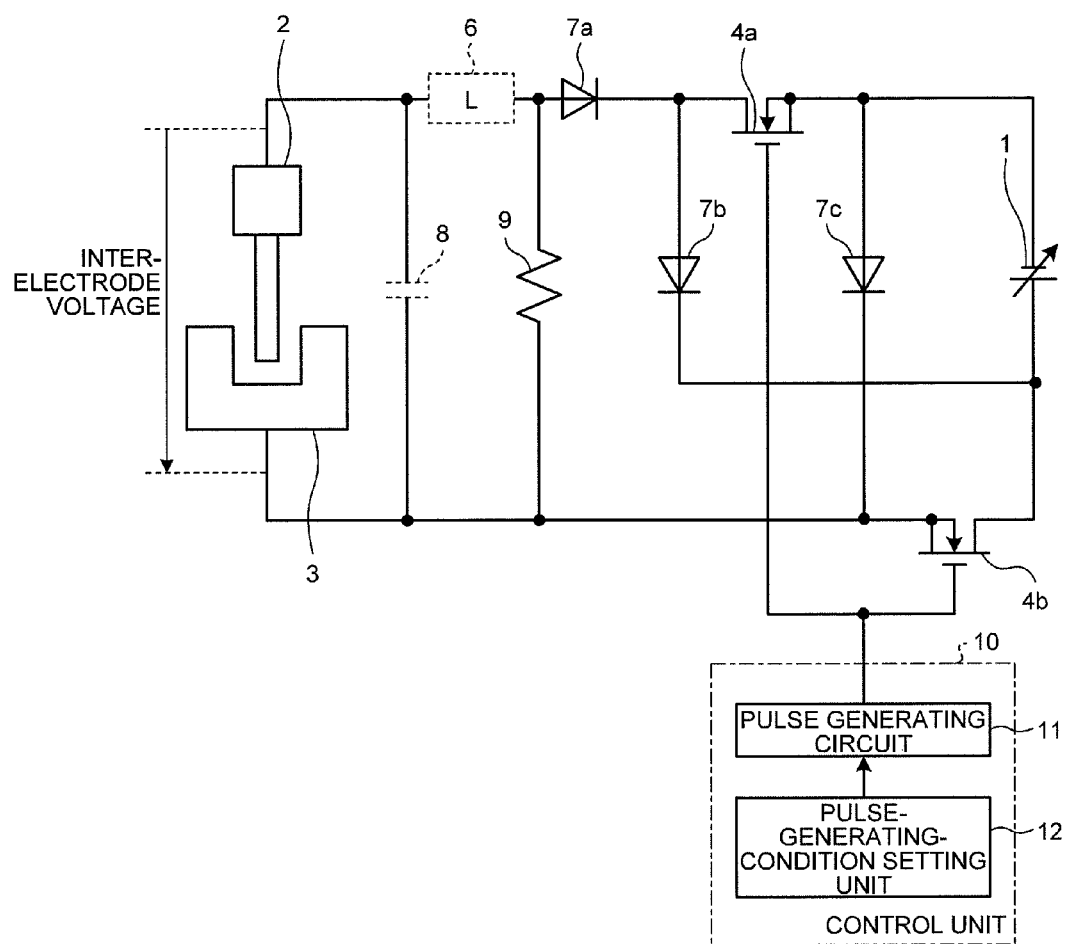 2
6
7a
4a
L
1
7b
7c
8
9
INTER-
ELECTRODE
VOLTAGE
3
4b
10
PULSE GENERATING
CIRCUIT
11
PULSE-
GENERATING-
CONDITION SETTING
UNIT
12
CONTROL UNIT